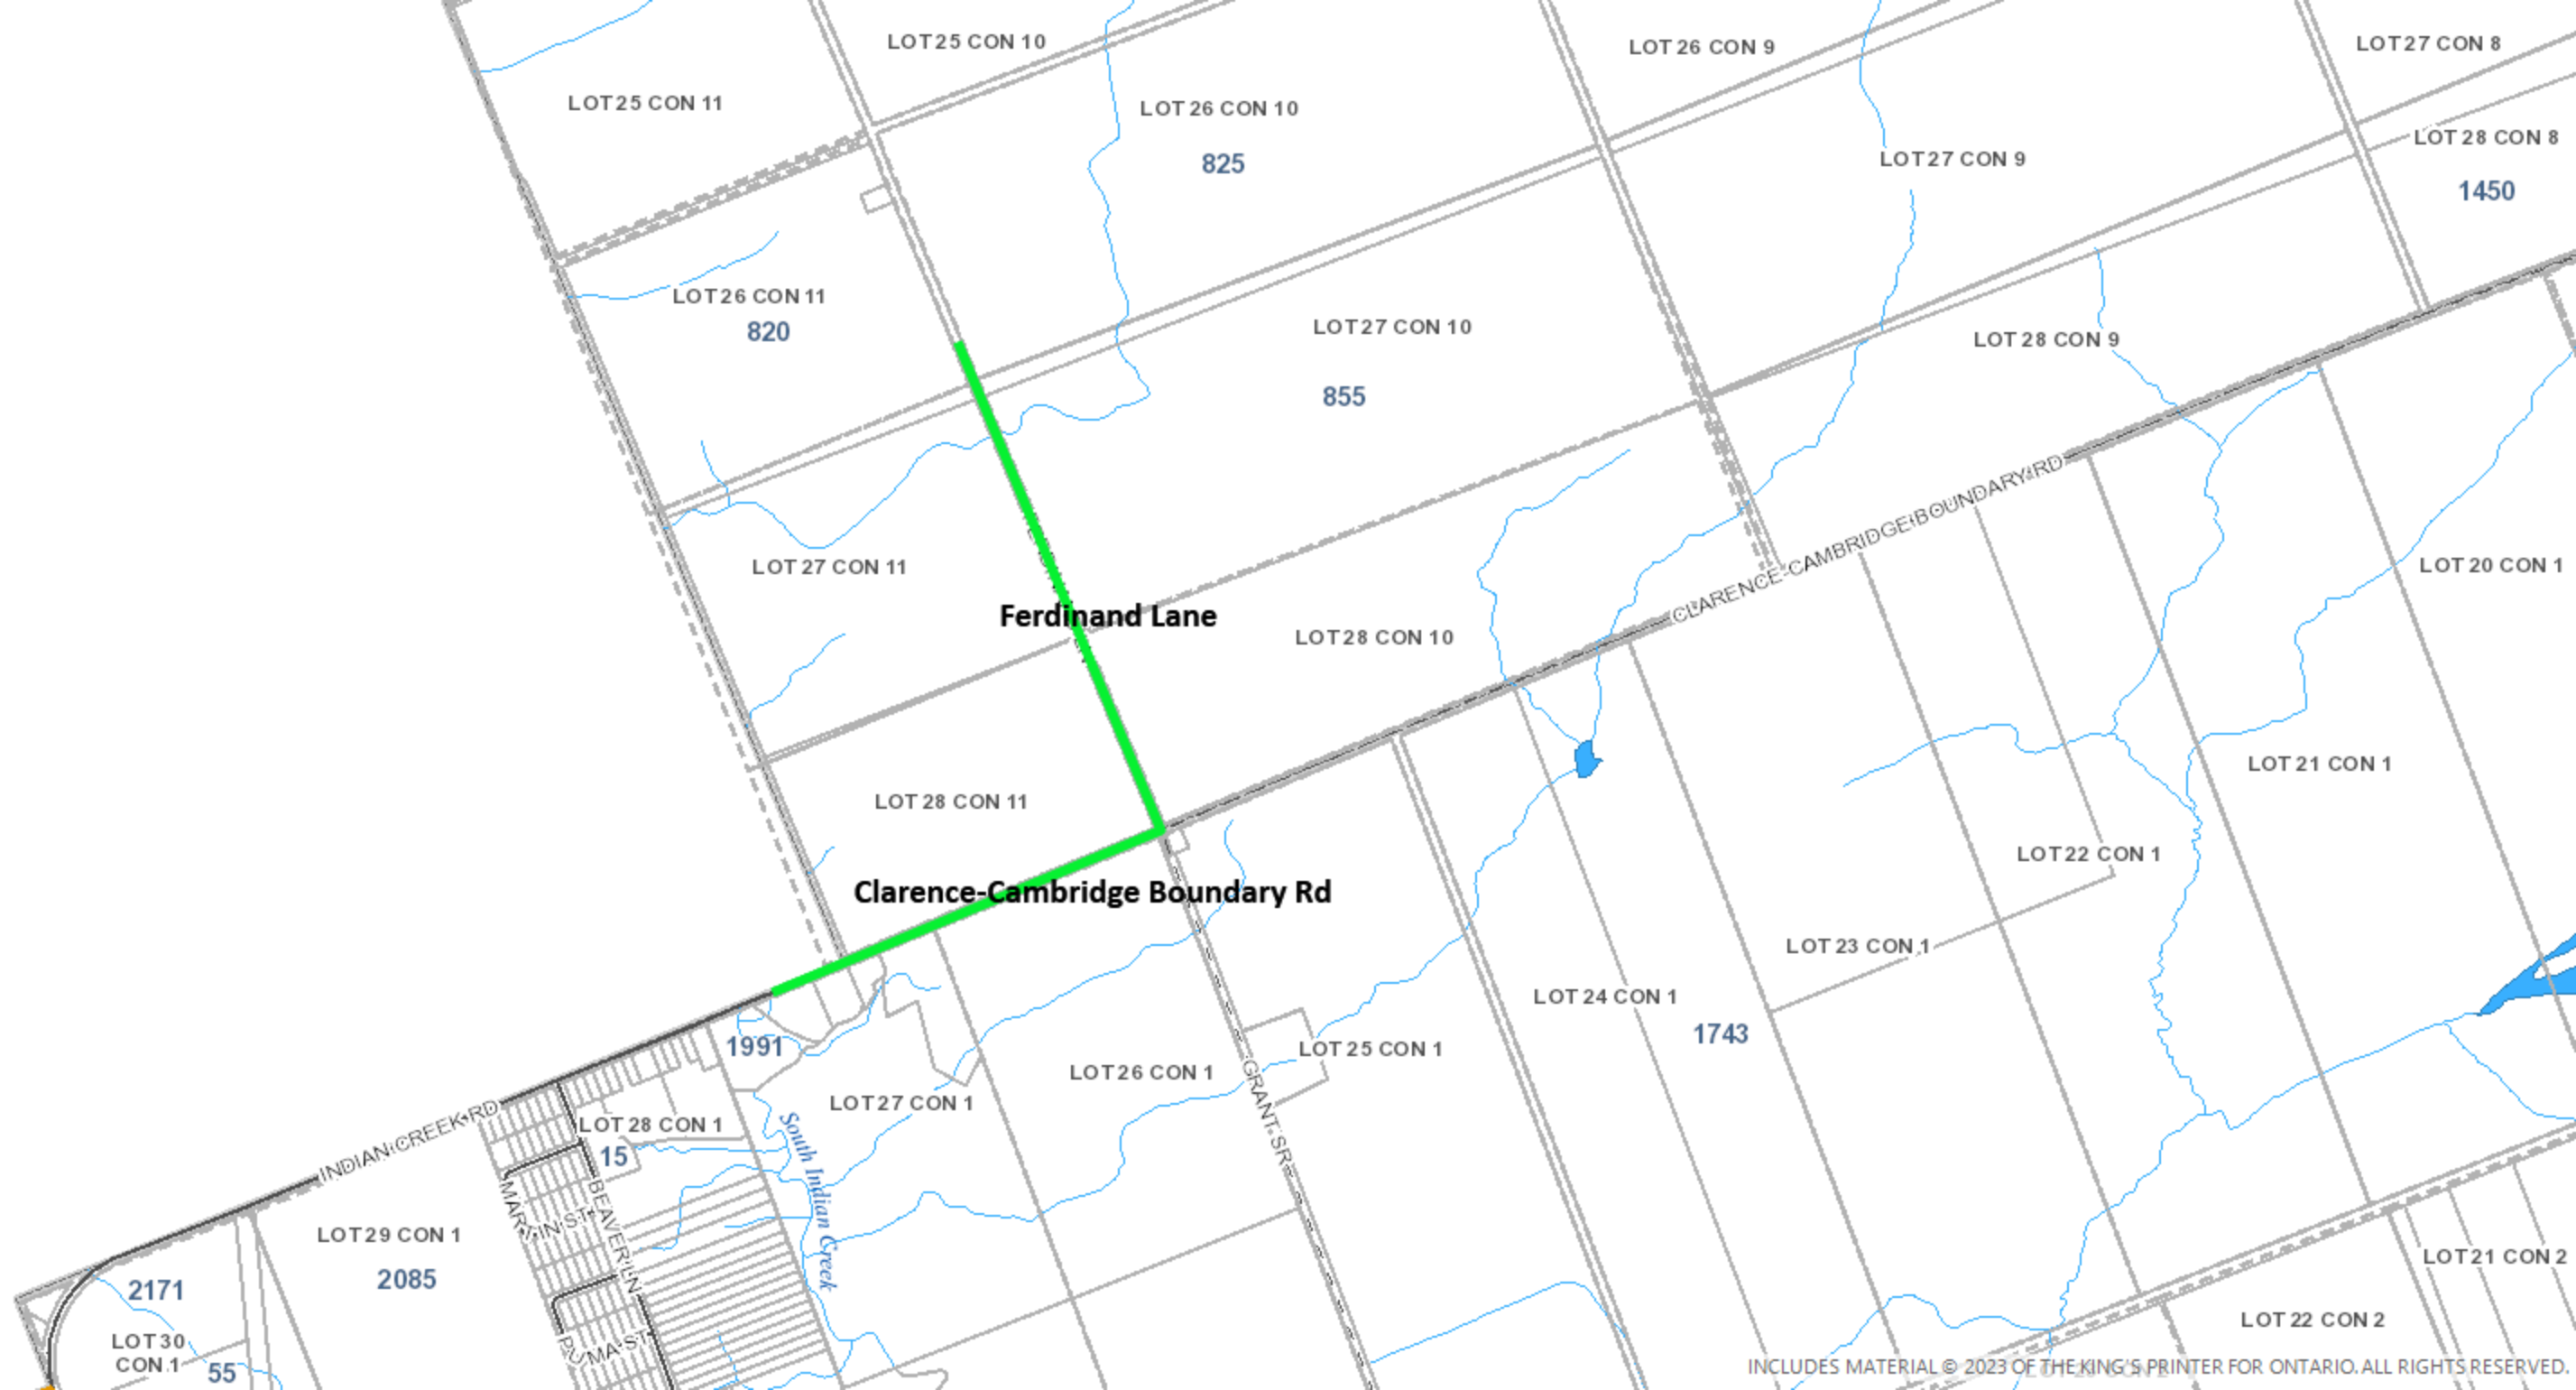 LOT 25 CON 10
LOT 26 CON 9
LOT 27 CON 8
LOT 25 CON 11
LOT 26 CON 10
825
LOT 28 CON 8
1450
LOT 27 CON 9
LOT 26 CON 11
820
LOT 27 CON 10
855
LOT 28 CON 9
LOT 27 CON 11
CLARENCE-CAMBRIDGE BOUNDARY RD
LOT 20 CON 1
Ferdinand Lane
LOT 28 CON 10
LOT 21 CON 1
LOT 28 CON 11
LOT 22 CON 1
Clarence-Cambridge Boundary Rd
LOT 23 CON 1
LOT 24 CON 1
1743
1991
LOT 25 CON 1
LOT 26 CON 1
LOT 27 CON 1
GRANT SR
INDIAN CREEK RD
LOT 28 CON 1
15
South Indian Creek
MARTIN ST
BEAVER LN
LOT 29 CON 1
2085
2171
LOT 30
CON 1
55
PUMA ST
LOT 21 CON 2
LOT 22 CON 2
INCLUDES MATERIAL © 2023 OF THE KING'S PRINTER FOR ONTARIO. ALL RIGHTS RESERVED.